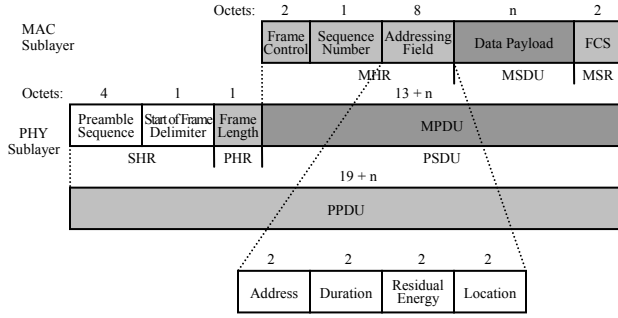 Octets: 2 1 8 n 2
MAC Sublayer
Frame Control
Sequence Number
Addressing Field
Data Payload
FCS
MHR MSDU MSR
Octets: 4 1 1 13 + n
PHY Sublayer
Preamble Sequence
Start of Frame Delimiter
Frame Length
MPDU
SHR PHR PSDU
19 + n
PPDU
2 2 2 2
Address
Duration
Residual Energy
Location